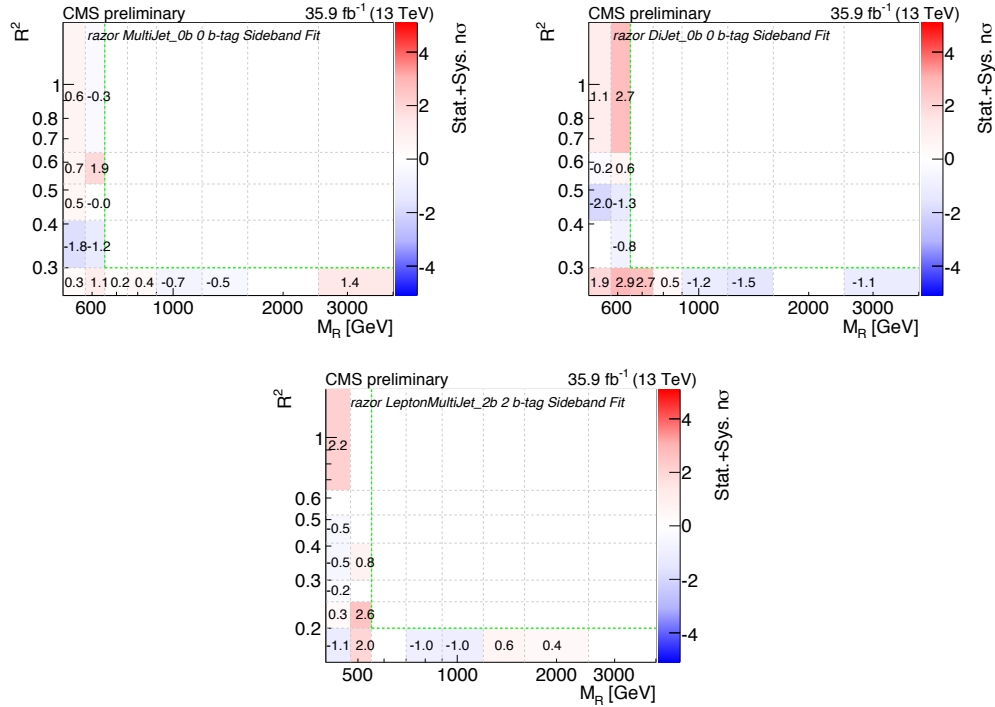 CMS preliminary 35.9 fb⁻¹ (13 TeV)
razor MultiJet_0b 0 b-tag Sideband Fit
R²
1
0.8
0.7
0.6
0.5
0.4
0.3
0.6 -0.3
0.7 1.9
0.5 -0.0
-1.8 -1.2
0.3 1.1 0.2 0.4 -0.7 -0.5 1.4
600 1000 2000 3000
M_R [GeV]
4
2
0
-2
-4
Stat.+Sys. nσ
CMS preliminary 35.9 fb⁻¹ (13 TeV)
razor DiJet_0b 0 b-tag Sideband Fit
R²
1
0.8
0.7
0.6
0.5
0.4
0.3
1.1 2.7
-0.2 0.6
-2.0 -1.3
-0.8
1.9 2.9 2.7 0.5 -1.2 -1.5 -1.1
600 1000 2000 3000
M_R [GeV]
4
2
0
-2
-4
Stat.+Sys. nσ
CMS preliminary 35.9 fb⁻¹ (13 TeV)
razor LeptonMultiJet_2b 2 b-tag Sideband Fit
R²
1
0.6
0.5
0.4
0.3
0.2
2.2
-0.5
-0.5 0.8
-0.2
0.3 2.6
-1.1 2.0 -1.0 -1.0 0.6 0.4
500 1000 2000 3000
M_R [GeV]
4
2
0
-2
-4
Stat.+Sys. nσ